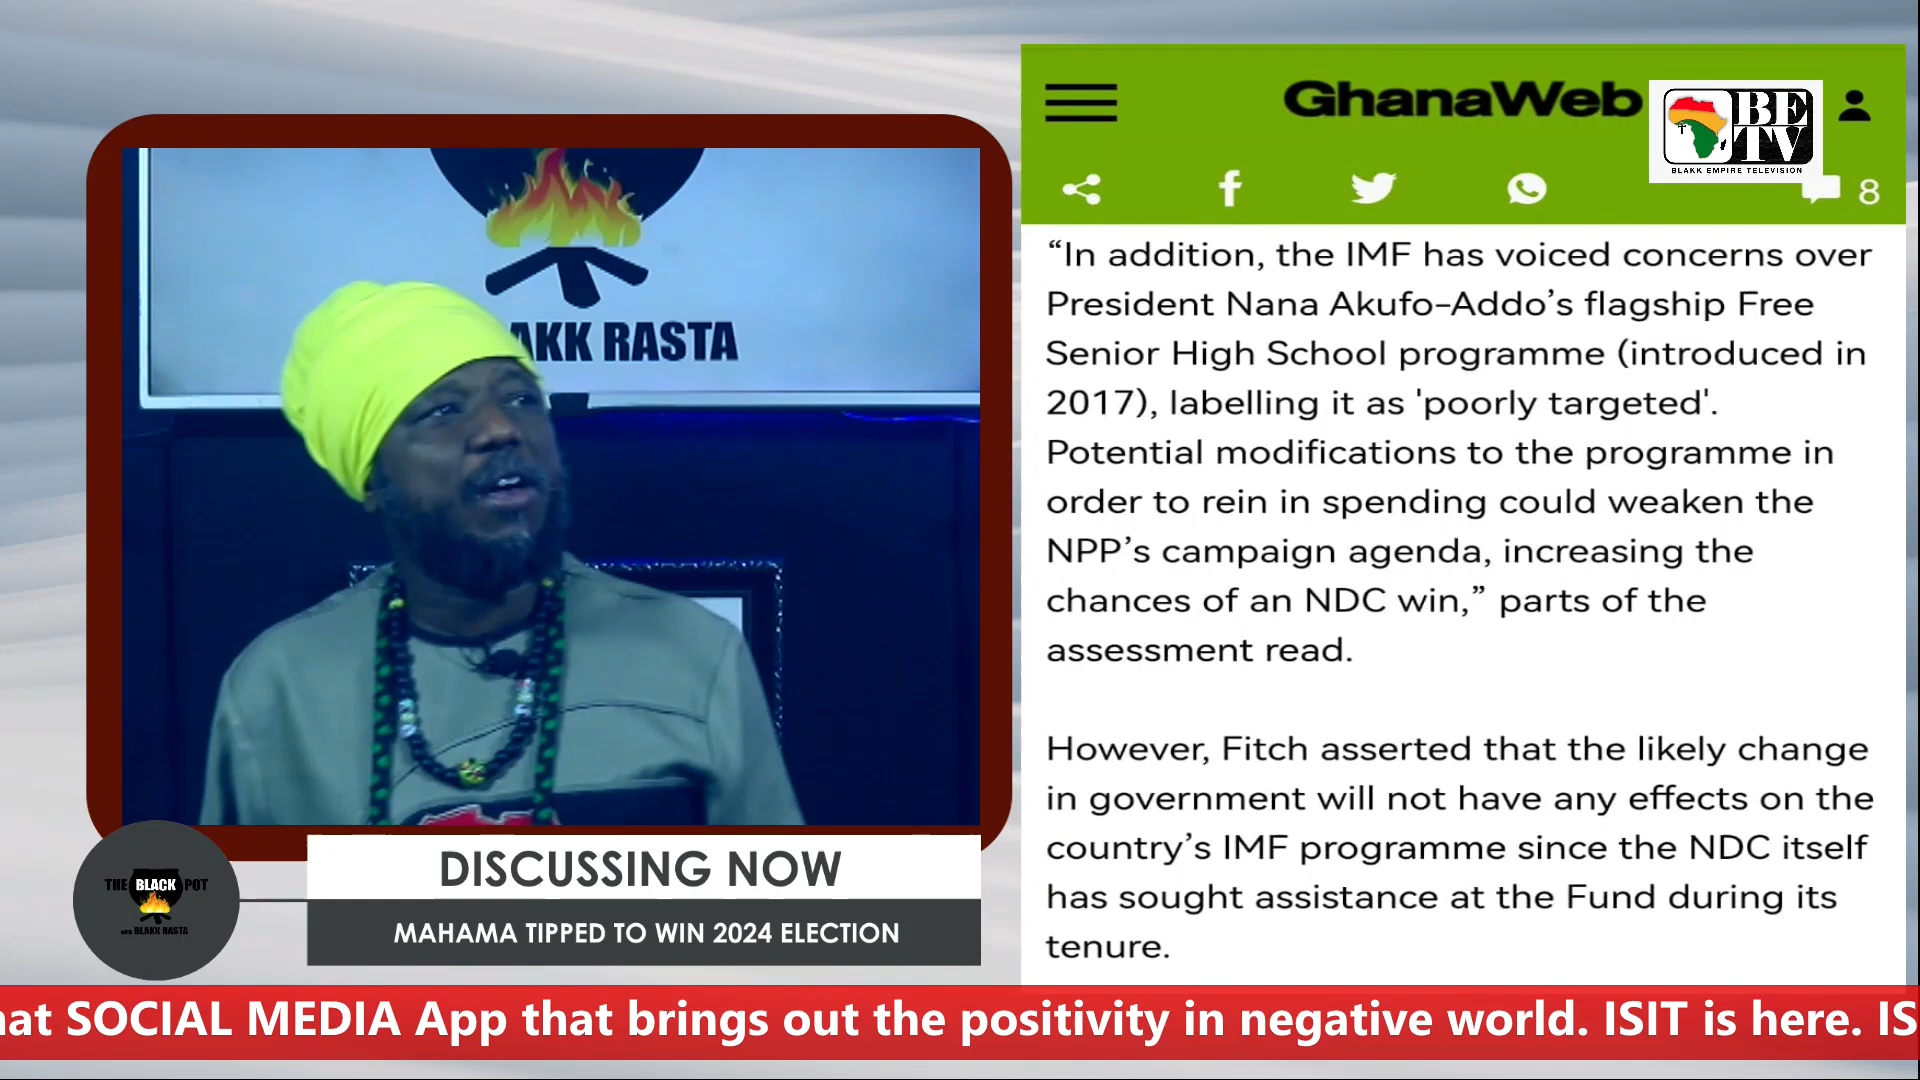 AKK RASTA
THE BLACK POT
WITH BLAKK RASTA
DISCUSSING NOW
MAHAMA TIPPED TO WIN 2024 ELECTION
GhanaWeb
BE
TV
BLAKK EMPIRE TELEVISION
8
“In addition, the IMF has voiced concerns over
President Nana Akufo-Addo’s flagship Free
Senior High School programme (introduced in
2017), labelling it as 'poorly targeted'.
Potential modifications to the programme in
order to rein in spending could weaken the
NPP’s campaign agenda, increasing the
chances of an NDC win,” parts of the
assessment read.
However, Fitch asserted that the likely change
in government will not have any effects on the
country’s IMF programme since the NDC itself
has sought assistance at the Fund during its
tenure.
hat SOCIAL MEDIA App that brings out the positivity in negative world. ISIT is here. IS